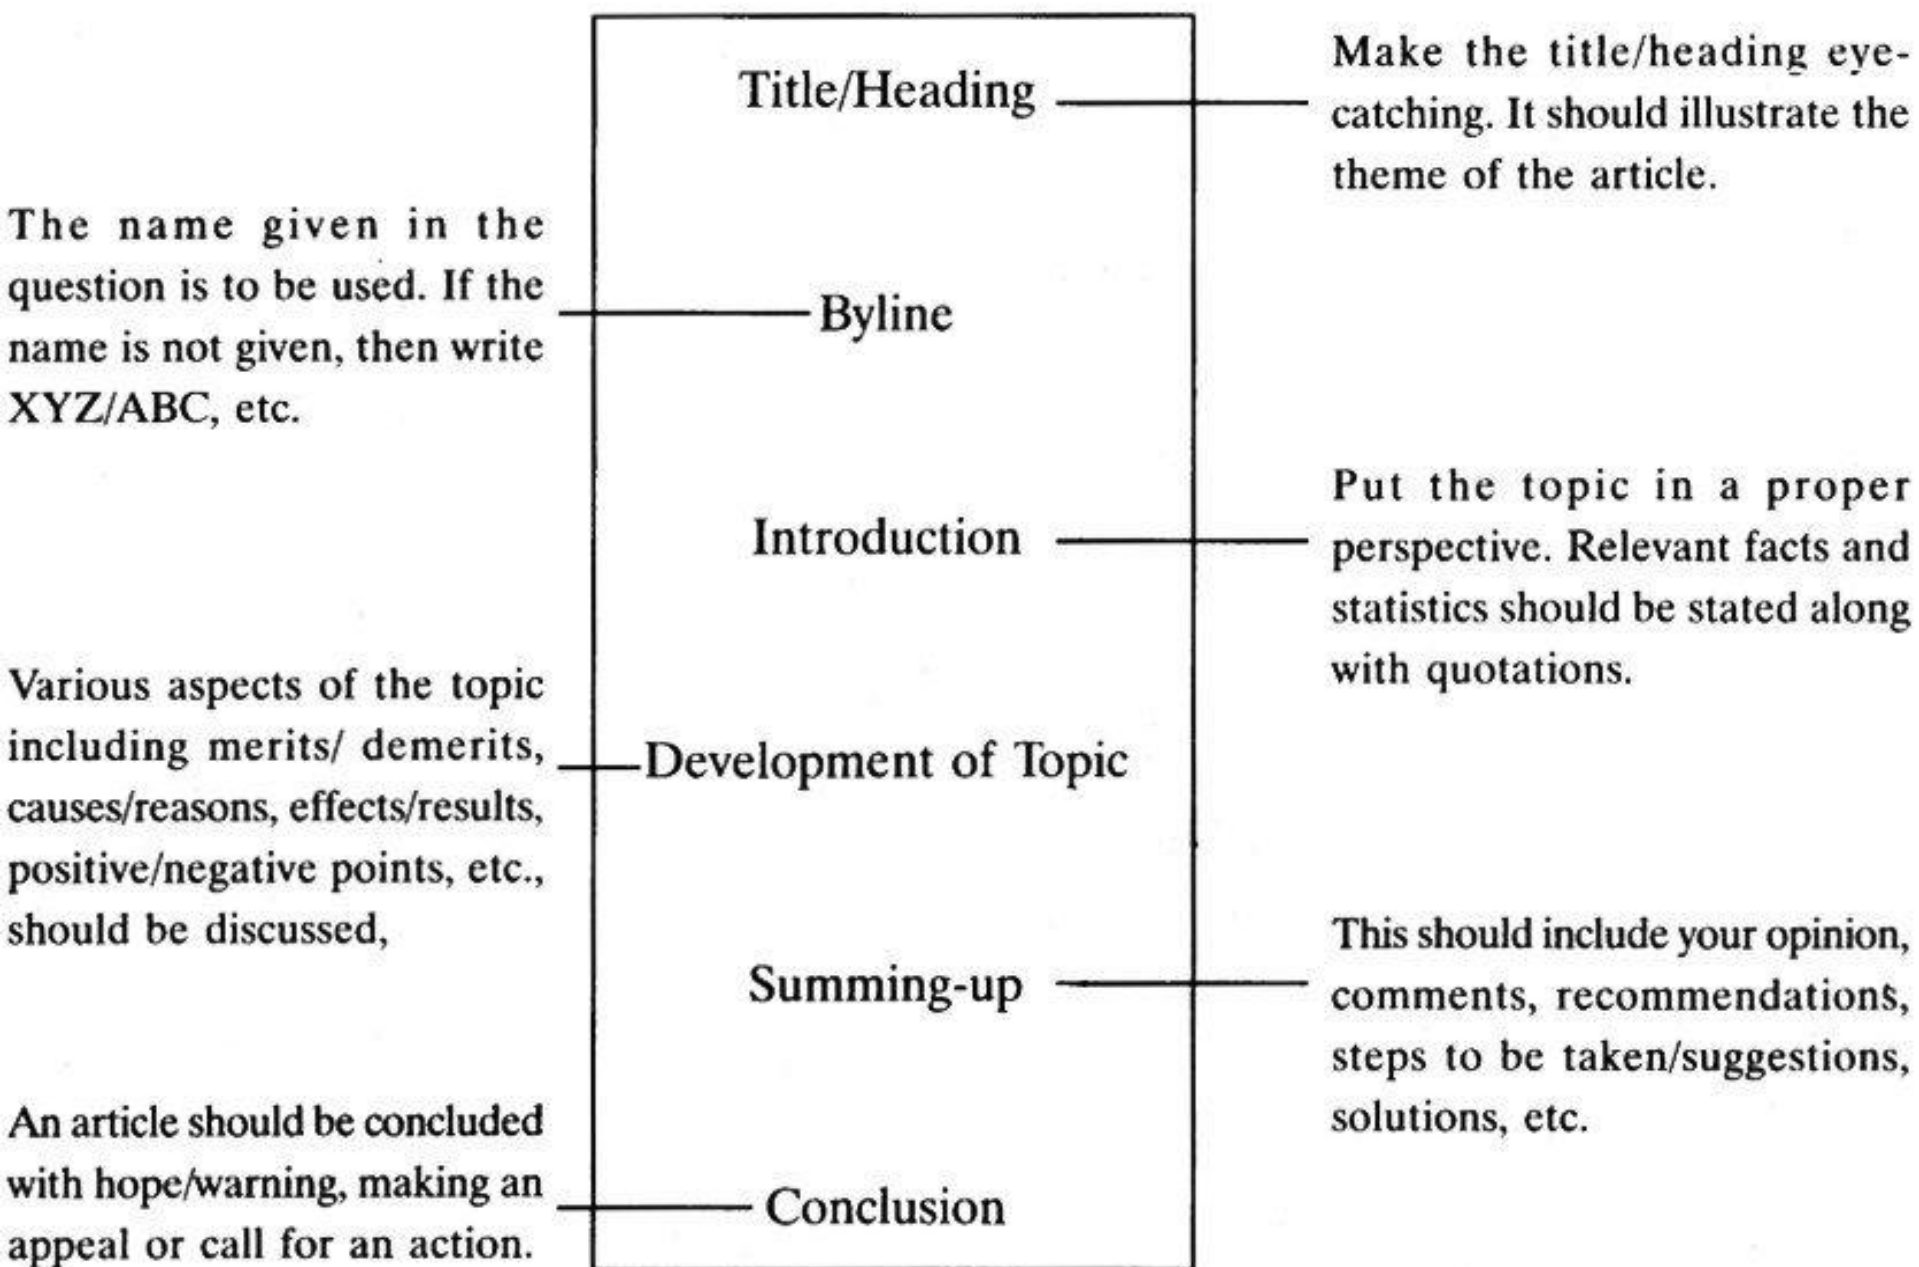 Title/Heading
Make the title/heading eye-
catching. It should illustrate the
theme of the article.
The name given in the
question is to be used. If the
name is not given, then write
XYZ/ABC, etc.
Byline
Introduction
Put the topic in a proper
perspective. Relevant facts and
statistics should be stated along
with quotations.
Various aspects of the topic
including merits/ demerits,
causes/reasons, effects/results,
positive/negative points, etc.,
should be discussed,
Development of Topic
Summing-up
This should include your opinion,
comments, recommendations,
steps to be taken/suggestions,
solutions, etc.
An article should be concluded
with hope/warning, making an
appeal or call for an action.
Conclusion